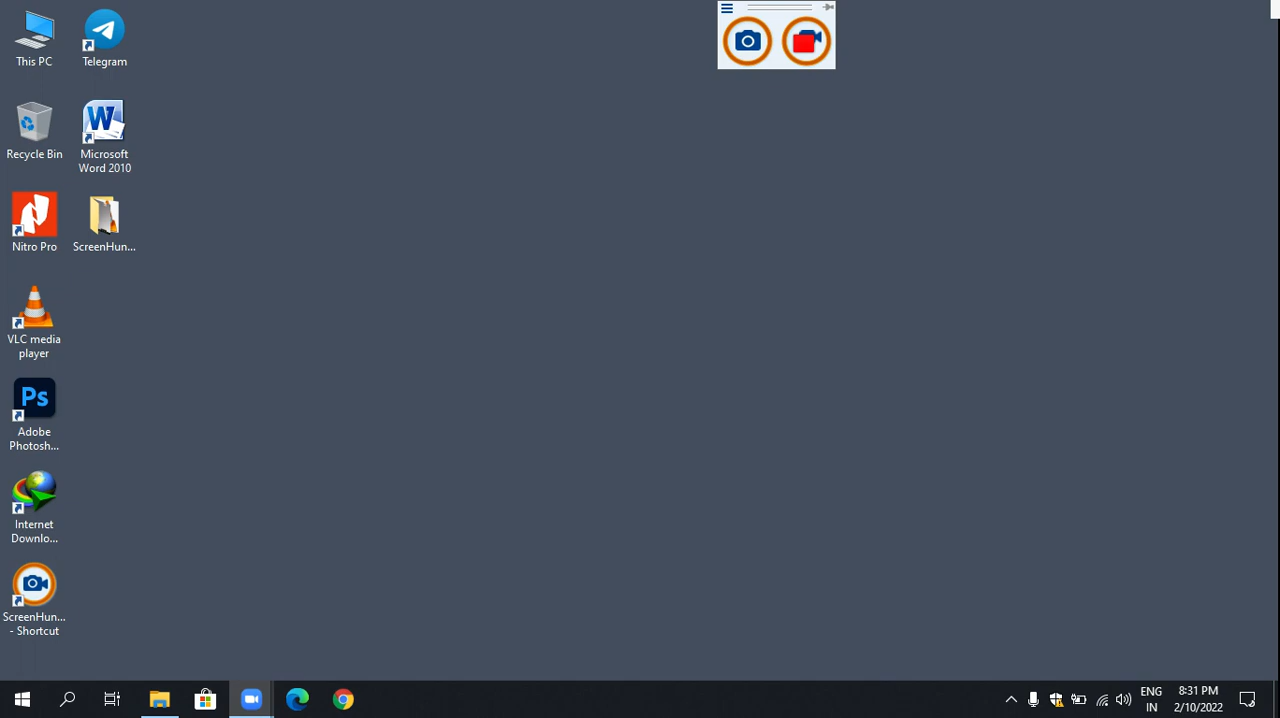 This PC
Telegram
Recycle Bin
W
Microsoft
Word 2010
Nitro Pro
ScreenHun...
VLC media
player
Ps
Adobe
Photosh...
Internet
Downlo...
ScreenHun...
- Shortcut
ENG
IN
8:31 PM
2/10/2022